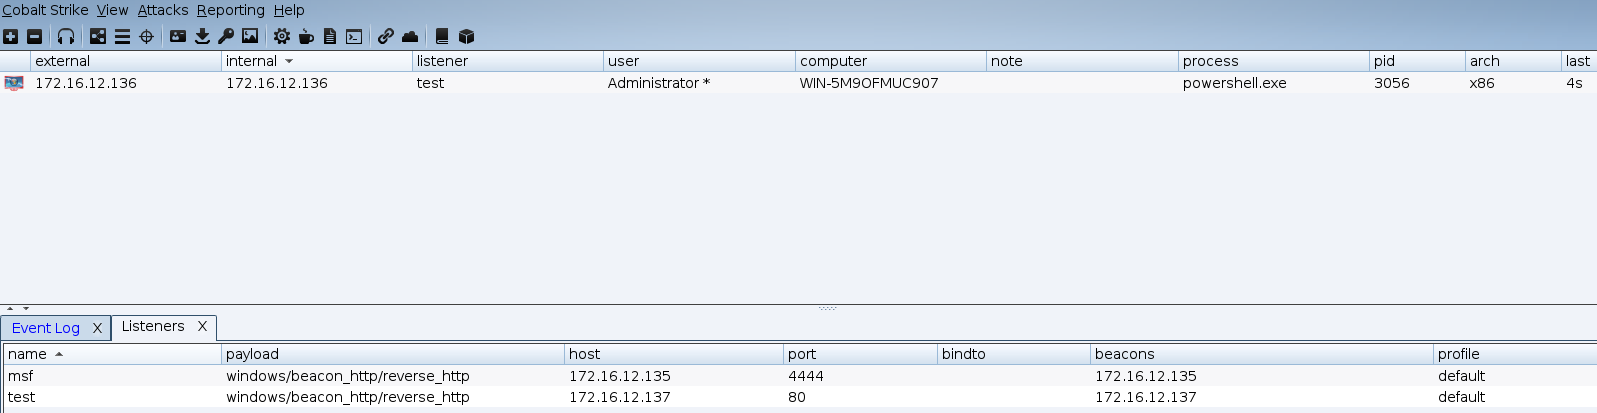 Cobalt Strike View Attacks Reporting Help
external internal listener user computer note process pid arch last
172.16.12.136 172.16.12.136 test Administrator * WIN-5M9OFMUC907 powershell.exe 3056 x86 4s
Event Log X Listeners X
name payload host port bindto beacons profile
msf windows/beacon_http/reverse_http 172.16.12.135 4444 172.16.12.135 default
test windows/beacon_http/reverse_http 172.16.12.137 80 172.16.12.137 default